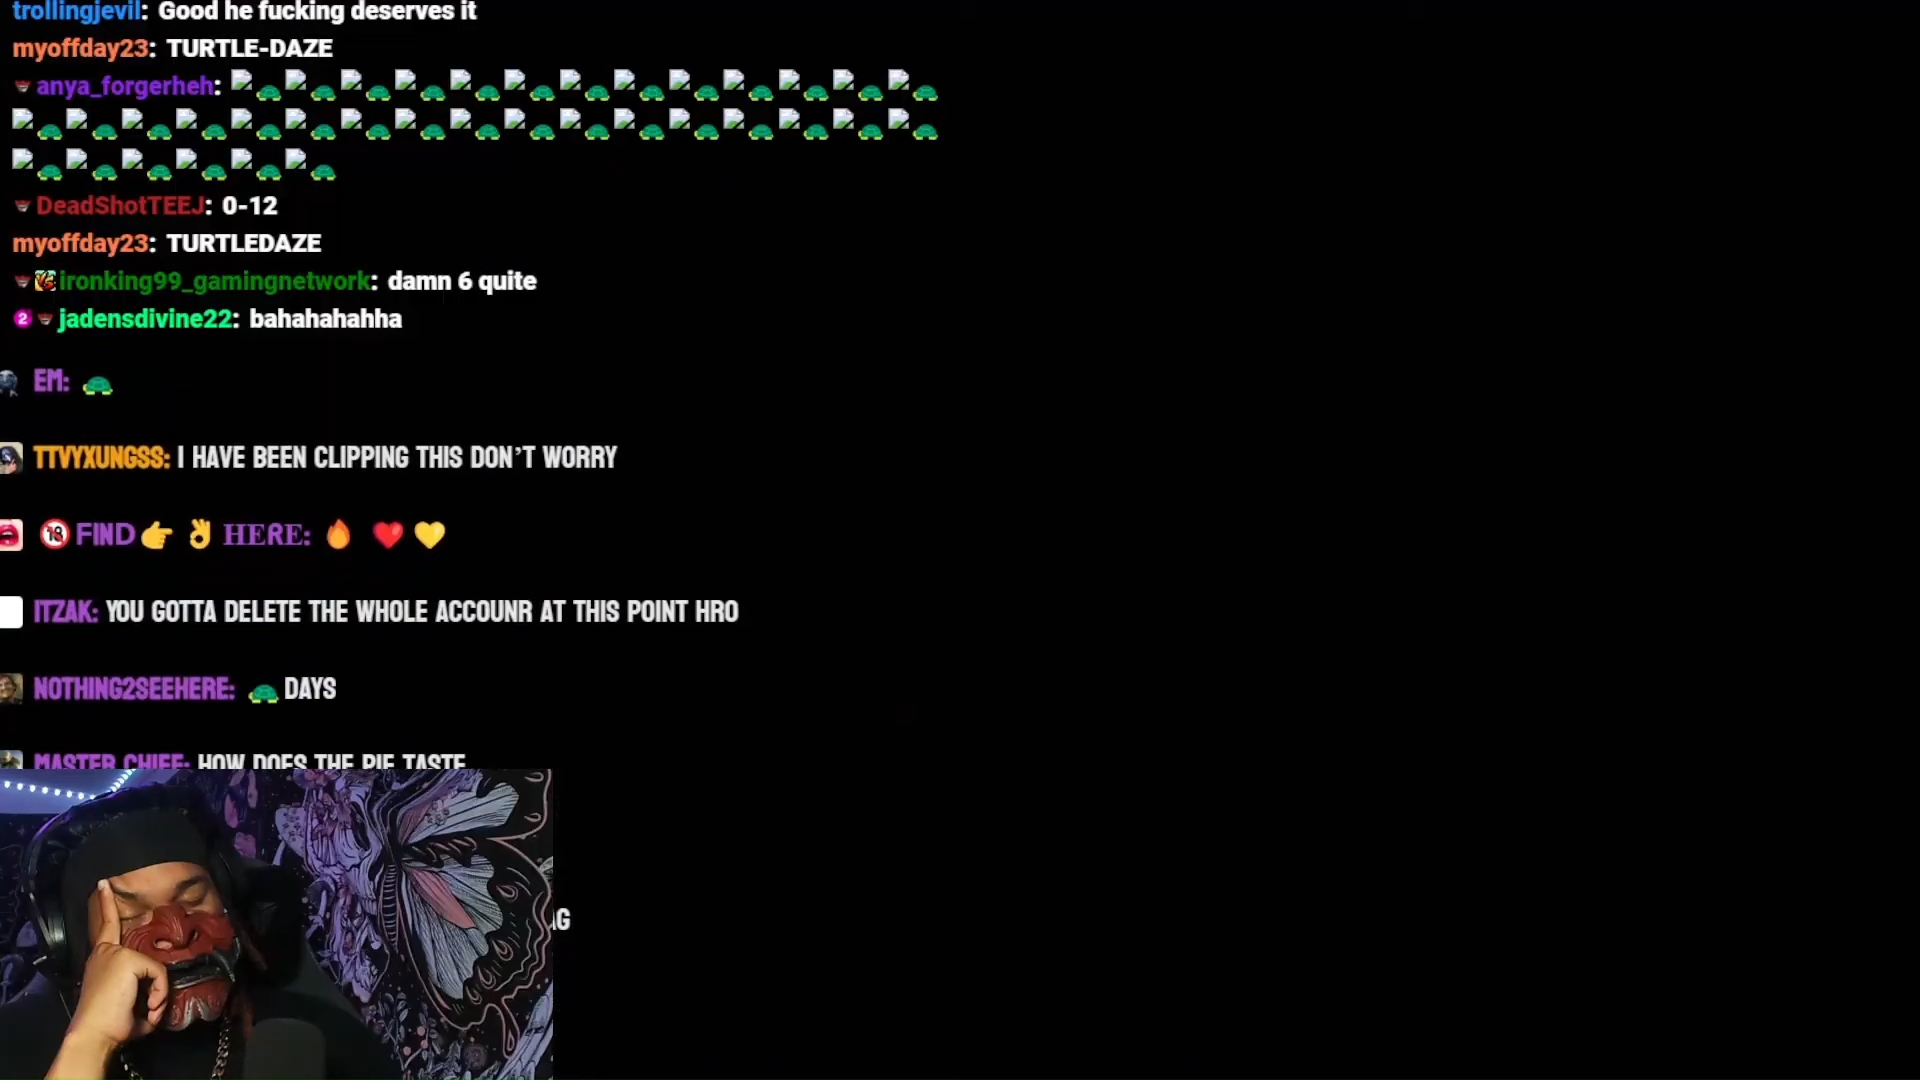 trollingjevil: Good he fucking deserves it
myoffday23: TURTLE-DAZE
anya_forgerheh: 🐢🐢🐢🐢🐢🐢🐢🐢🐢🐢🐢🐢🐢
🐢🐢🐢🐢🐢🐢🐢🐢🐢🐢🐢🐢🐢🐢🐢🐢🐢
🐢🐢🐢🐢🐢🐢
DeadShotTEEJ: 0-12
myoffday23: TURTLEDAZE
ironking99_gamingnetwork: damn 6 quite
2 jadensdivine22: bahahahahha
EM: 🐢
TTVYXUNGSS: I HAVE BEEN CLIPPING THIS DON’T WORRY
🔞FIND👉 👌 HERE: 🔥 ❤️ 💛
ITZAK: YOU GOTTA DELETE THE WHOLE ACCOUNR AT THIS POINT HRO
NOTHING2SEEHERE: 🐢 DAYS
MASTER CHIEF: HOW DOES THE PIE TASTE